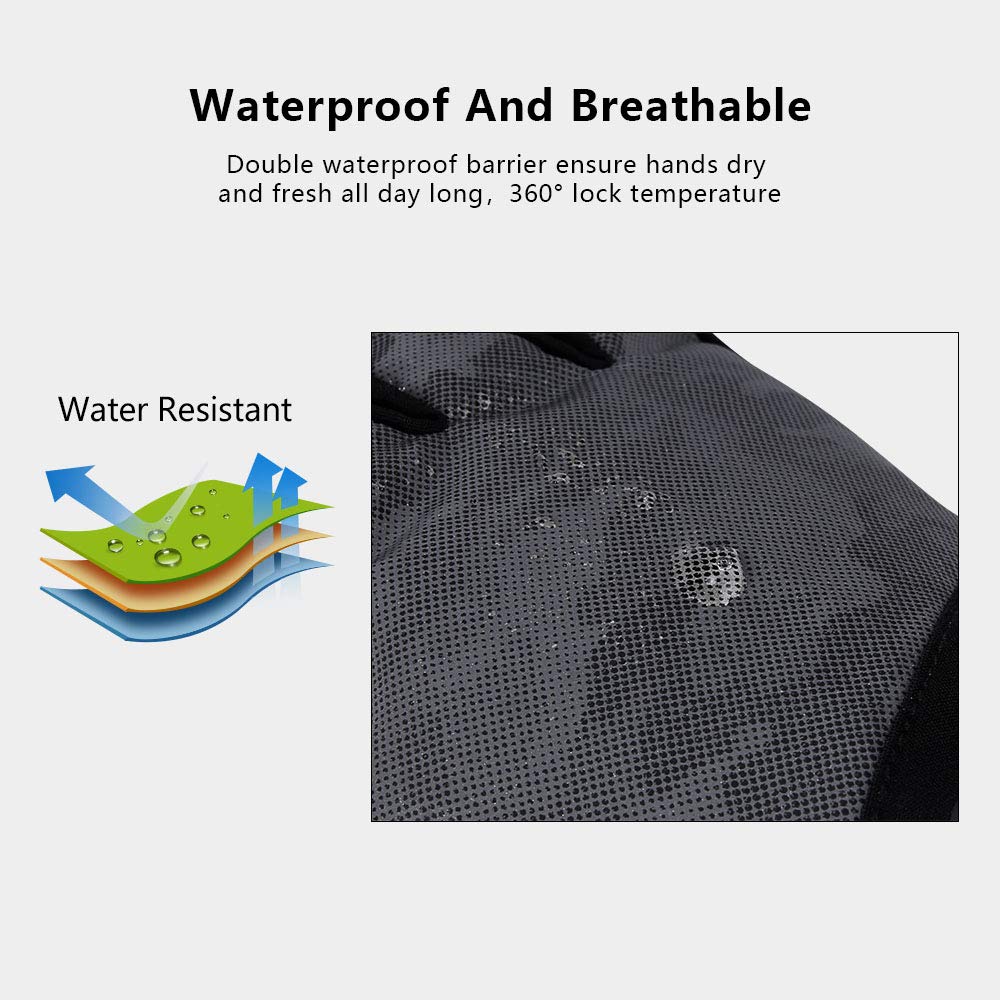 Waterproof And Breathable
Double waterproof barrier ensure hands dry
and fresh all day long，360° lock temperature
Water Resistant